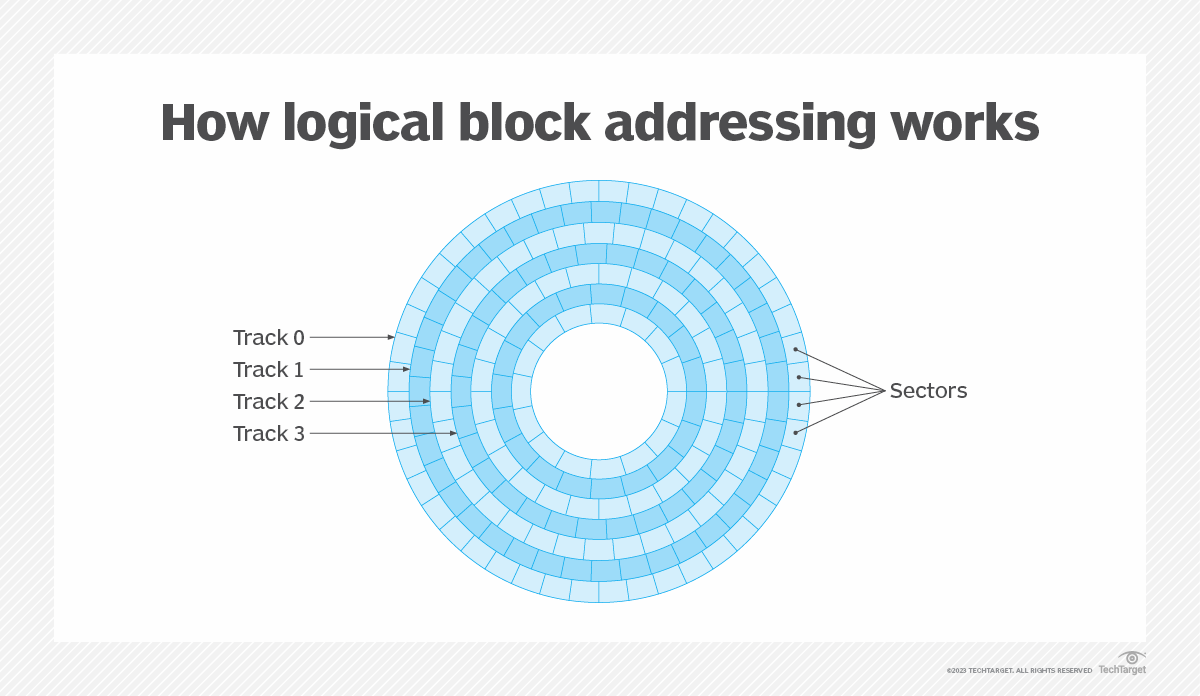 How logical block addressing works
Track 0
Track 1
Track 2
Track 3
Sectors
©2023 TECHTARGET. ALL RIGHTS RESERVED
TechTarget